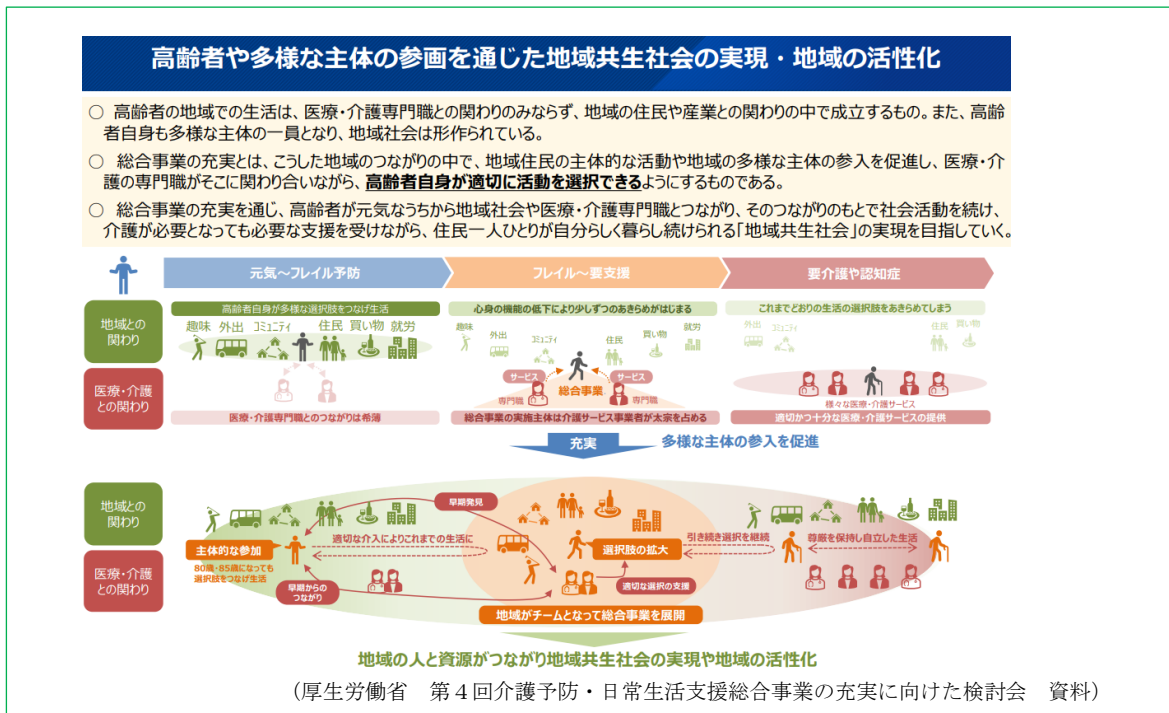 高齢者や多様な主体の参画を通じた地域共生社会の実現・地域の活性化
○ 高齢者の地域での生活は、医療・介護専門職との関わりのみならず、地域の住民や産業との関わりの中で成立するもの。また、高齢
者自身も多様な主体の一員となり、地域社会は形作られている。
○ 総合事業の充実とは、こうした地域のつながりの中で、地域住民の主体的な活動や地域の多様な主体の参入を促進し、医療・介
護の専門職がそこに関わり合いながら、高齢者自身が適切に活動を選択できるようにするものである。
○ 総合事業の充実を通じ、高齢者が元気なうちから地域社会や医療・介護専門職とつながり、そのつながりのもとで社会活動を続け、
介護が必要となっても必要な支援を受けながら、住民一人ひとりが自分らしく暮らし続けられる「地域共生社会」の実現を目指していく。
元気～フレイル予防
フレイル～要支援
要介護や認知症
地域との
関わり
高齢者自身が多様な選択肢をつなげ生活
趣味 外出 コミュニティ 住民 買い物 就労
心身の機能の低下により少しずつのあきらめがはじまる
趣味 外出 コミュニティ 住民 買い物 就労
これまでどおりの生活の選択肢をあきらめてしまう
外出 コミュニティ 住民 買い物
医療・介護
との関わり
医療・介護専門職とのつながりは希薄
サービス サービス
総合事業
専門職 専門職
総合事業の実施主体は介護サービス事業者が太宗を占める
様々な医療・介護サービス
適切かつ十分な医療・介護サービスの提供
充実
多様な主体の参入を促進
地域との
関わり
医療・介護
との関わり
早期発見
主体的な参加
80歳・85歳になっても
選択肢をつなげ生活
適切な介入によりこれまでの生活に
選択肢の拡大
引き続き選択を継続
尊厳を保持し自立した生活
早期からの
つながり
適切な選択の支援
地域がチームとなって総合事業を展開
地域の人と資源がつながり地域共生社会の実現や地域の活性化
（厚生労働省 第４回介護予防・日常生活支援総合事業の充実に向けた検討会 資料）